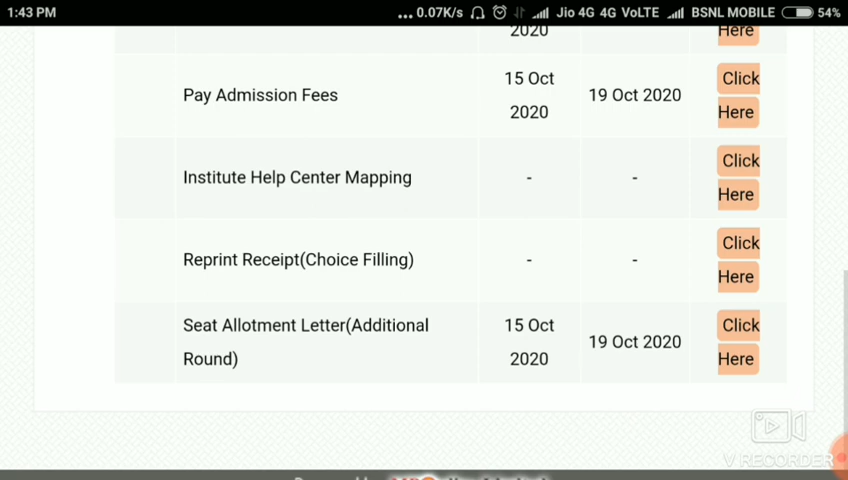 1:43 PM ... 0.07K/s Jio 4G 4G VoLTE BSNL MOBILE 54%
2020 Here
Pay Admission Fees 15 Oct 2020 19 Oct 2020 Click Here
Institute Help Center Mapping - - Click Here
Reprint Receipt(Choice Filling) - - Click Here
Seat Allotment Letter(Additional
Round) 15 Oct 2020 19 Oct 2020 Click Here
V RECORDER